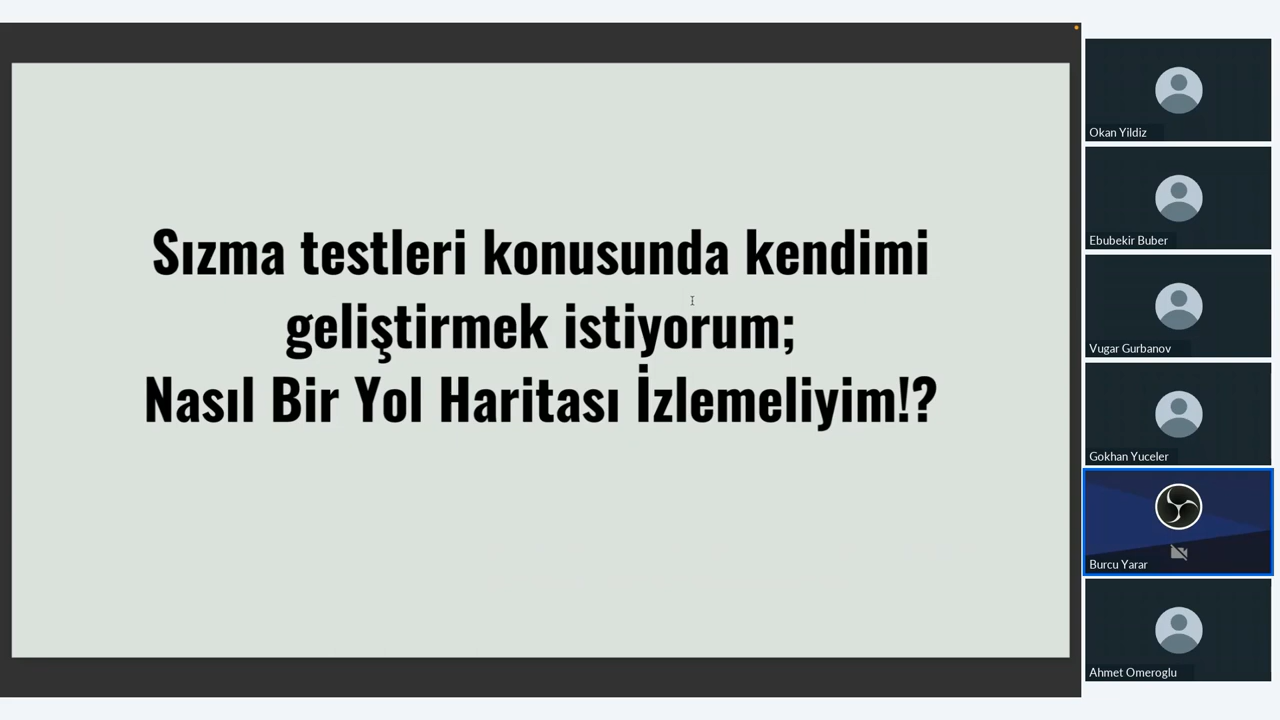 Sızma testleri konusunda kendimi
geliştirmek istiyorum;
Nasıl Bir Yol Haritası İzlemeliyim!?
Okan Yildiz
Ebubekir Buber
Vugar Gurbanov
Gokhan Yuceler
Burcu Yarar
Ahmet Omeroglu